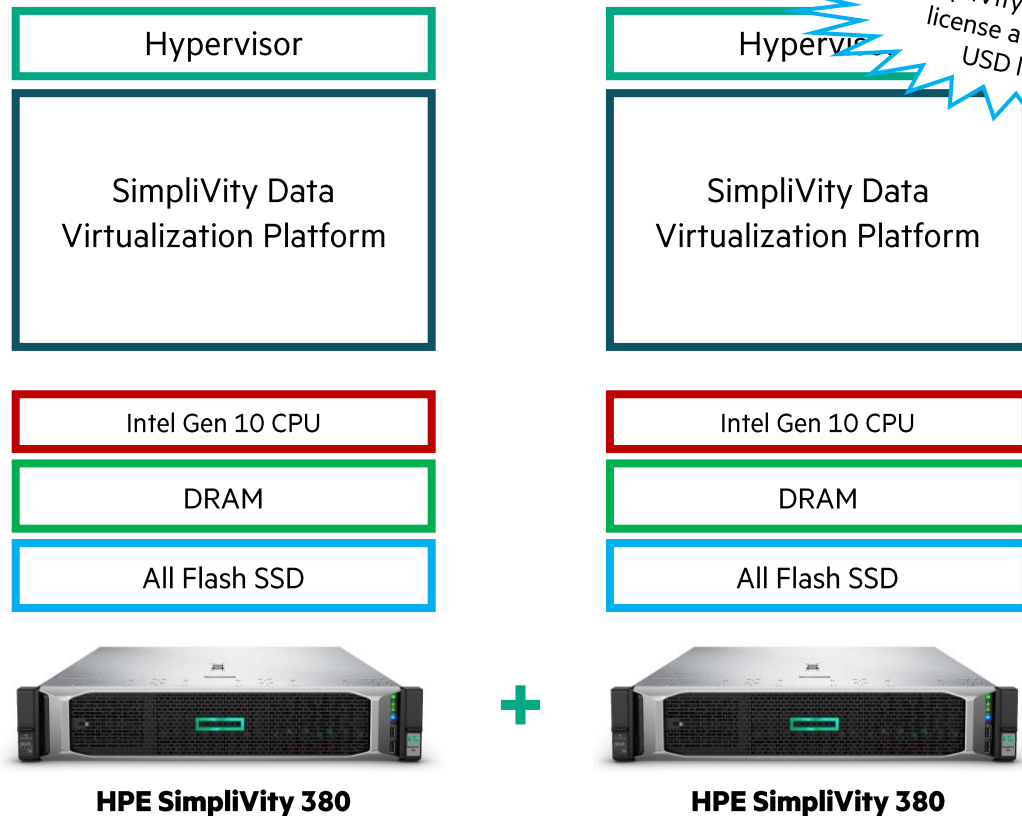 Hypervisor
license a
USD
SimpliVity Data
Virtualization Platform
Intel Gen 10 CPU
DRAM
All Flash SSD
HPE SimpliVity 380
SimpliVity Data
Virtualization Platform
Intel Gen 10 CPU
DRAM
All Flash SSD
+
HPE SimpliVity 380